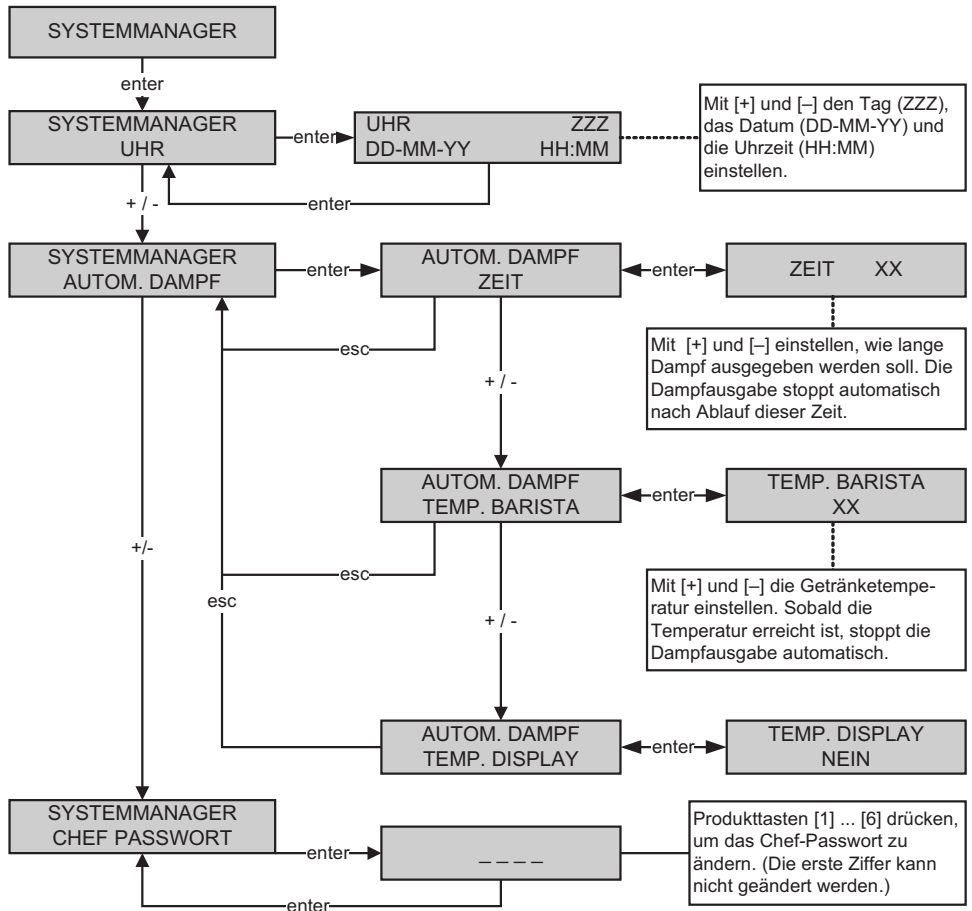 SYSTEMMANAGER
enter
SYSTEMMANAGER
UHR
enter
UHR ZZZ
DD-MM-YY HH:MM
Mit [+] und [–] den Tag (ZZZ),
das Datum (DD-MM-YY) und
die Uhrzeit (HH:MM)
einstellen.
enter
+ / -
SYSTEMMANAGER
AUTOM. DAMPF
enter
AUTOM. DAMPF
ZEIT
enter
ZEIT XX
esc
Mit [+] und [–] einstellen, wie lange
Dampf ausgegeben werden soll. Die
Dampfausgabe stoppt automatisch
nach Ablauf dieser Zeit.
+ / -
AUTOM. DAMPF
TEMP. BARISTA
enter
TEMP. BARISTA
XX
+/-
esc
esc
Mit [+] und [–] die Getränketempe-
ratur einstellen. Sobald die
Temperatur erreicht ist, stoppt die
Dampfausgabe automatisch.
+ / -
AUTOM. DAMPF
TEMP. DISPLAY
enter
TEMP. DISPLAY
NEIN
SYSTEMMANAGER
CHEF PASSWORT
enter
_ _ _ _
Produkttasten [1] ... [6] drücken,
um das Chef-Passwort zu
ändern. (Die erste Ziffer kann
nicht geändert werden.)
enter